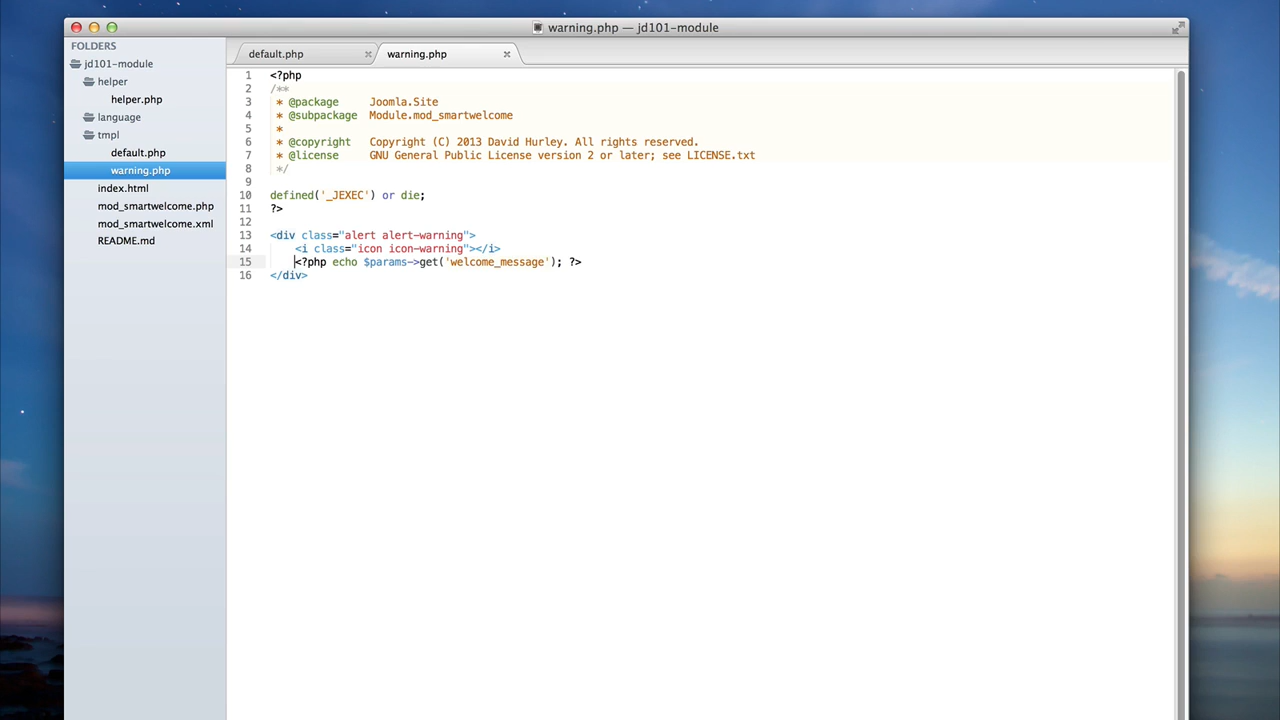 warning.php — jd101-module
FOLDERS
jd101-module
helper
helper.php
language
tmpl
default.php
warning.php
index.html
mod_smartwelcome.php
mod_smartwelcome.xml
README.md
default.php
warning.php
1 <?php
2 /**
3 * @package Joomla.Site
4 * @subpackage Module.mod_smartwelcome
5 *
6 * @copyright Copyright (C) 2013 David Hurley. All rights reserved.
7 * @license GNU General Public License version 2 or later; see LICENSE.txt
8 */
9
10 defined('_JEXEC') or die;
11 ?>
12
13 <div class="alert alert-warning">
14 <i class="icon icon-warning"></i>
15 <?php echo $params->get('welcome_message'); ?>
16 </div>